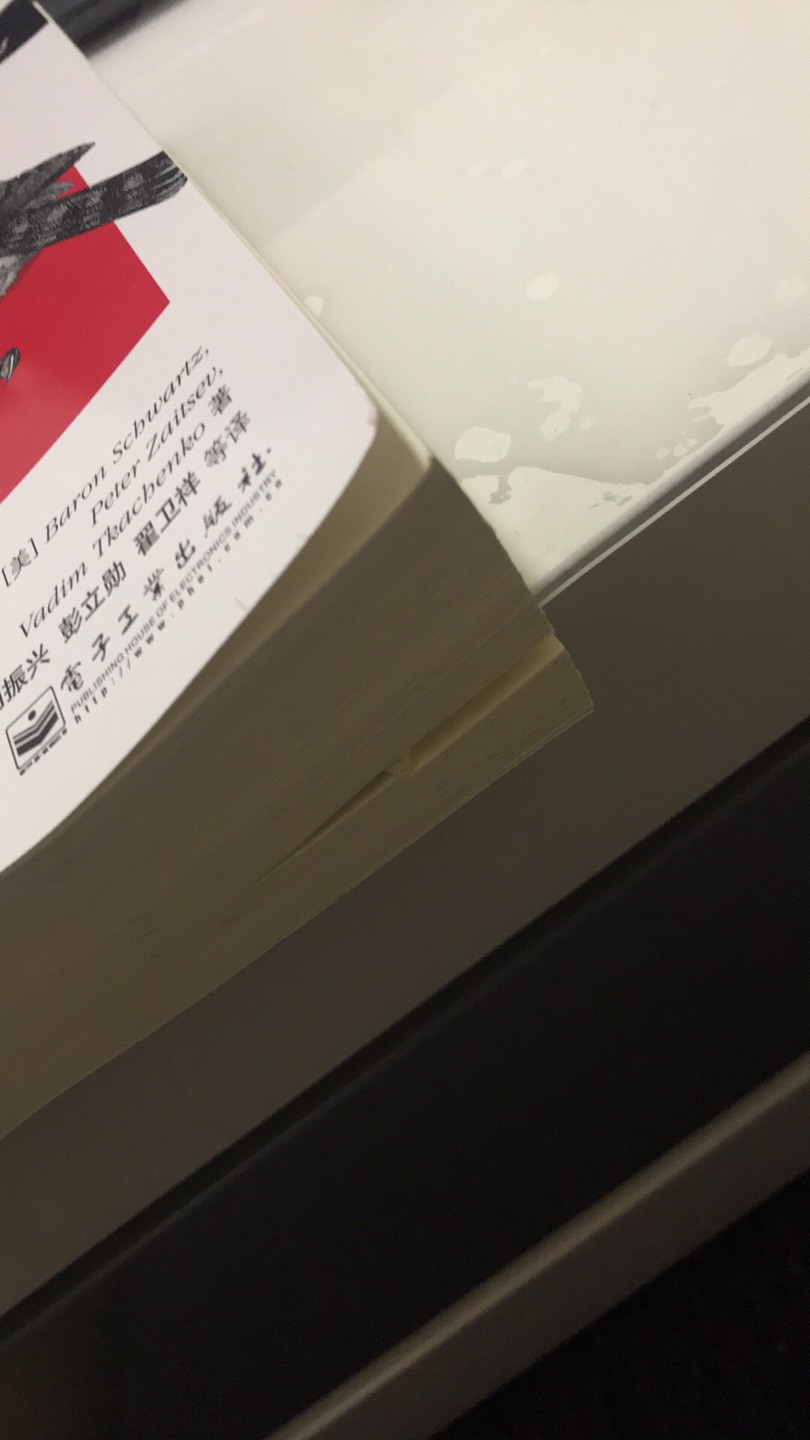 [美] Baron Schwartz,
Peter Zaitsev,
Vadim Tkachenko 著
振兴 彭立勋 翟卫祥 等译
電子工業出版社.
PUBLISHING HOUSE OF ELECTRONICS INDUSTRY
http://www.phei.com.cn